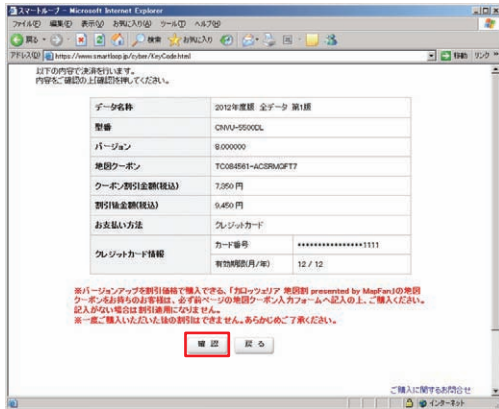 スマートループ - Microsoft Internet Explorer
ファイル(F) 編集(E) 表示(V) お気に入り(A) ツール(T) ヘルプ(H)
戻る 検索 お気に入り
アドレス(D) https://www.smartloop.jp/cyber/KeyCode.html 移動 リンク
以下の内容で決済を行います。
内容をご確認の上[確認]を押してください。
データ名称 2012年度版 全データ 第1版
型番 CNVU-5500DL
バージョン 8.000000
地図クーポン TC084561-ACSRMQFT7
クーポン割引金額(税込) 7,350 円
割引後金額(税込) 9,450 円
お支払い方法 クレジットカード
クレジットカード情報 カード番号 ****************1111
有効期限(月/年) 12 / 12
※バージョンアップを割引価格で購入できる、「カロッツェリア 地図割 presented by MapFan」の地図
クーポンをお持ちのお客様は、必ず前ページの地図クーポン入力フォームへ記入の上、ご購入ください。
記入がない場合は割引適用になりません。
※一度ご購入いただいた後の割引はできません。あらかじめご了承ください。
確 認 戻 る
ご購入に関するお問合せ
インターネット